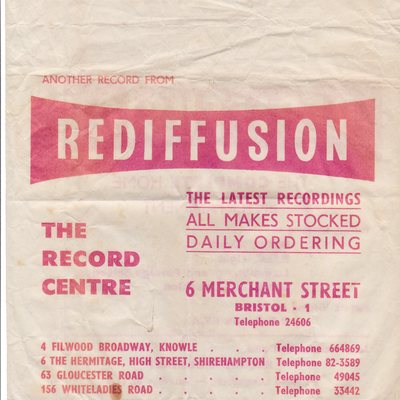 ANOTHER RECORD FROM
REDIFFUSION
THE LATEST RECORDINGS
ALL MAKES STOCKED
DAILY ORDERING
THE
RECORD
CENTRE
6 MERCHANT STREET
BRISTOL · 1
Telephone 24606
4 FILWOOD BROADWAY, KNOWLE . . . Telephone 664869
6 THE HERMITAGE, HIGH STREET, SHIREHAMPTON Telephone 82-3589
63 GLOUCESTER ROAD . . . . . Telephone 49045
156 WHITELADIES ROAD . . . . . Telephone 33442